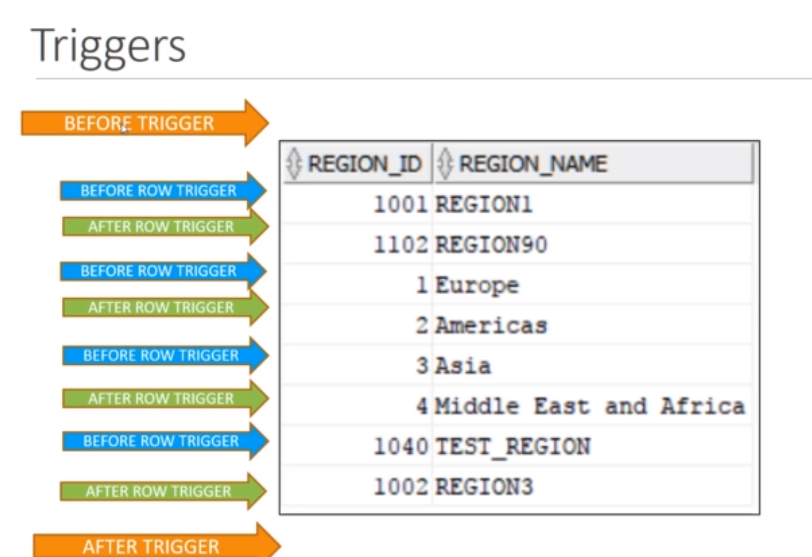 Triggers
BEFORE TRIGGER
REGION_ID REGION_NAME
BEFORE ROW TRIGGER
1001 REGION1
AFTER ROW TRIGGER
1102 REGION90
BEFORE ROW TRIGGER
1 Europe
AFTER ROW TRIGGER
2 Americas
BEFORE ROW TRIGGER
3 Asia
AFTER ROW TRIGGER
4 Middle East and Africa
BEFORE ROW TRIGGER
1040 TEST_REGION
AFTER ROW TRIGGER
1002 REGION3
AFTER TRIGGER